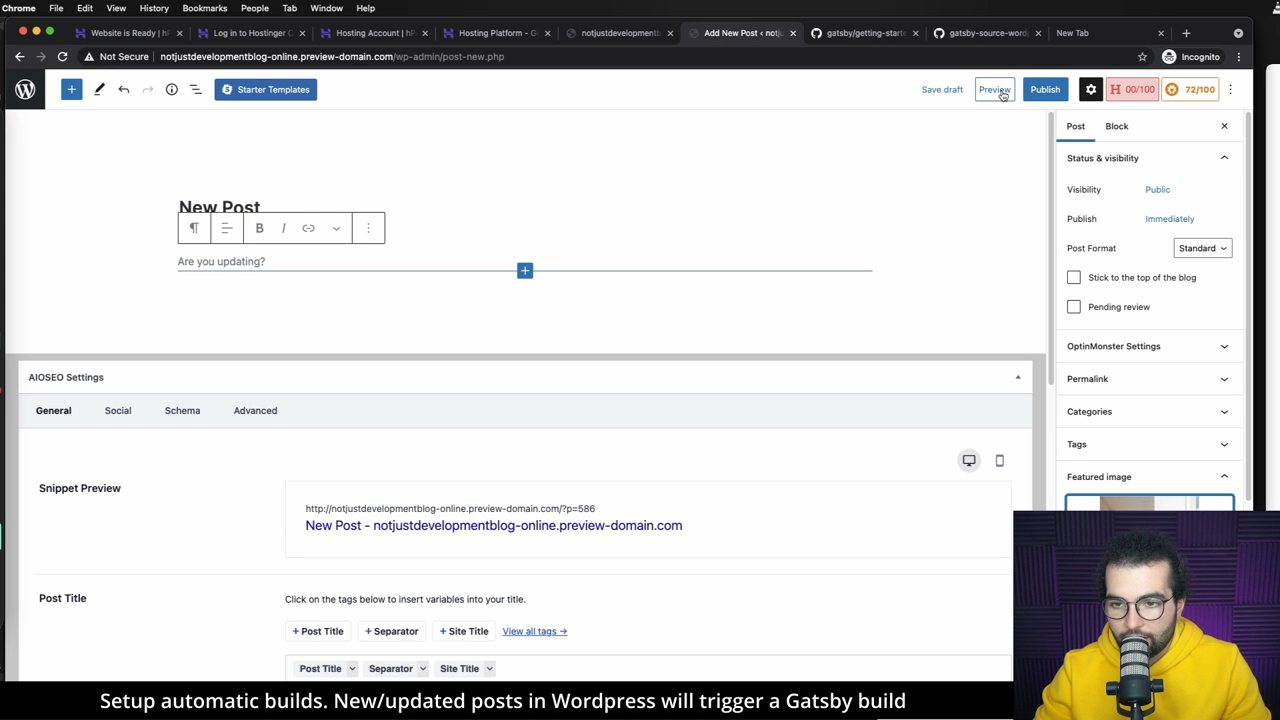 Chrome File Edit View History Bookmarks People Tab Window Help
Website is Ready | hP Log in to Hostinger C Hosting Account | hP Hosting Platform - G notjustdevelopmentb Add New Post ‹ notju gatsby/getting-starte gatsby-source-wordp New Tab
Not Secure notjustdevelopmentblog-online.preview-domain.com/wp-admin/post-new.php Incognito
Starter Templates Save draft Preview Publish H 00/100 72/100
Post Block
Status & visibility
Visibility Public
Publish Immediately
Post Format Standard
Stick to the top of the blog
Pending review
OptinMonster Settings
Permalink
Categories
Tags
Featured image
New Post
B I
Are you updating?
AIOSEO Settings
General Social Schema Advanced
Snippet Preview
http://notjustdevelopmentblog-online.preview-domain.com/?p=586
New Post - notjustdevelopmentblog-online.preview-domain.com
Post Title
Click on the tags below to insert variables into your title.
+ Post Title + Separator + Site Title View all tags →
Post Title Separator Site Title
Setup automatic builds. New/updated posts in Wordpress will trigger a Gatsby build